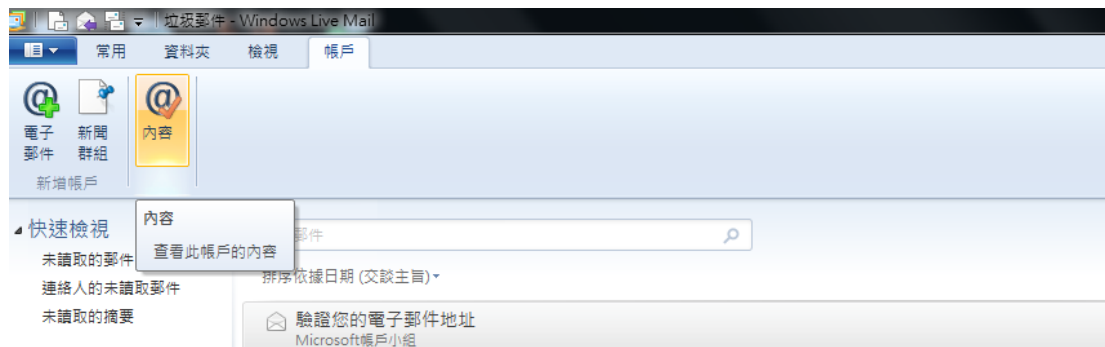 垃圾郵件 - Windows Live Mail
常用 資料夾 檢視 帳戶
電子郵件
新聞群組
內容
新增帳戶
內容
查看此帳戶的內容
快速檢視
郵件
未讀取的郵件
排序依據日期 (交談主旨)
連絡人的未讀取郵件
未讀取的摘要
驗證您的電子郵件地址
Microsoft帳戶小組